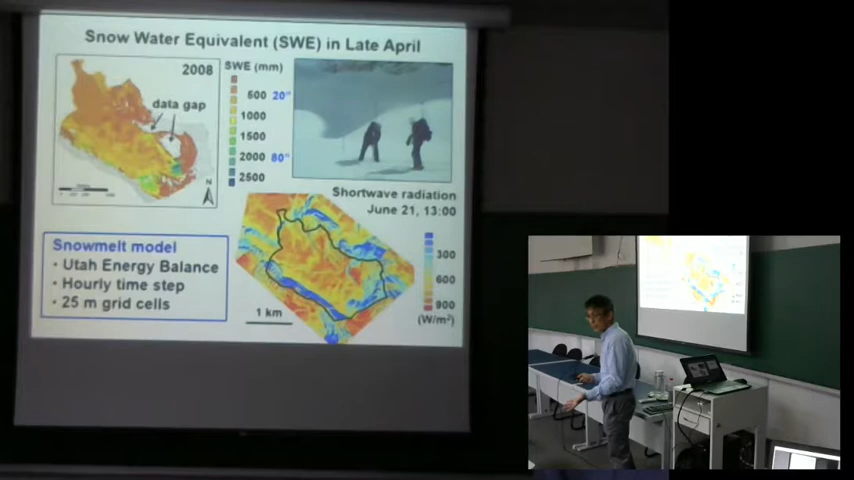 Snow Water Equivalent (SWE) in Late April
2008
data gap
N
SWE (mm)
500 20"
1000
1500
2000 80"
2500
Shortwave radiation
June 21, 13:00
Snowmelt model
• Utah Energy Balance
• Hourly time step
• 25 m grid cells
1 km
300
600
900
(W/m²)